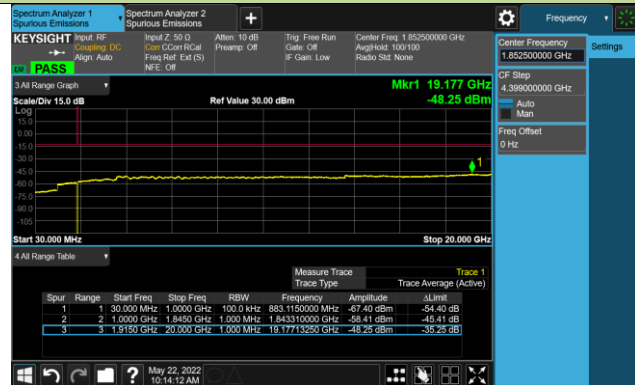 Spectrum Analyzer 1
Spurious Emissions
Spectrum Analyzer 2
Spurious Emissions
+
Frequency
KEYSIGHT
Input: RF
Coupling: DC
Align: Auto
Input Z: 50 Ω
Corr CCorr RCal
Freq Ref: Ext (S)
NFE: Off
Atten: 10 dB
Preamp: Off
Trig: Free Run
Gate: Off
IF Gain: Low
Center Freq: 1.852500000 GHz
Avg|Hold: 100/100
Radio Std: None
PASS
Center Frequency
1.852500000 GHz
Settings
CF Step
4.399000000 GHz
Auto
Man
Freq Offset
0 Hz
3 All Range Graph
Mkr1 19.177 GHz
Scale/Div 15.0 dB
Ref Value 30.00 dBm
-48.25 dBm
Log
15.0
0.00
-15.0
-30.0
-45.0
-60.0
-75.0
-90.0
-105
1
Start 30.000 MHz
Stop 20.000 GHz
4 All Range Table
Measure Trace
Trace 1
Trace Type
Trace Average (Active)
Spur Range Start Freq Stop Freq RBW Frequency Amplitude ΔLimit
1 1 30.000 MHz 1.0000 GHz 100.0 kHz 883.1150000 MHz -67.40 dBm -54.40 dB
2 2 1.0000 GHz 1.8450 GHz 1.000 MHz 1.843310000 GHz -58.41 dBm -45.41 dB
3 3 1.9150 GHz 20.000 GHz 1.000 MHz 19.17713250 GHz -48.25 dBm -35.25 dB
?
May 22, 2022
10:14:12 AM